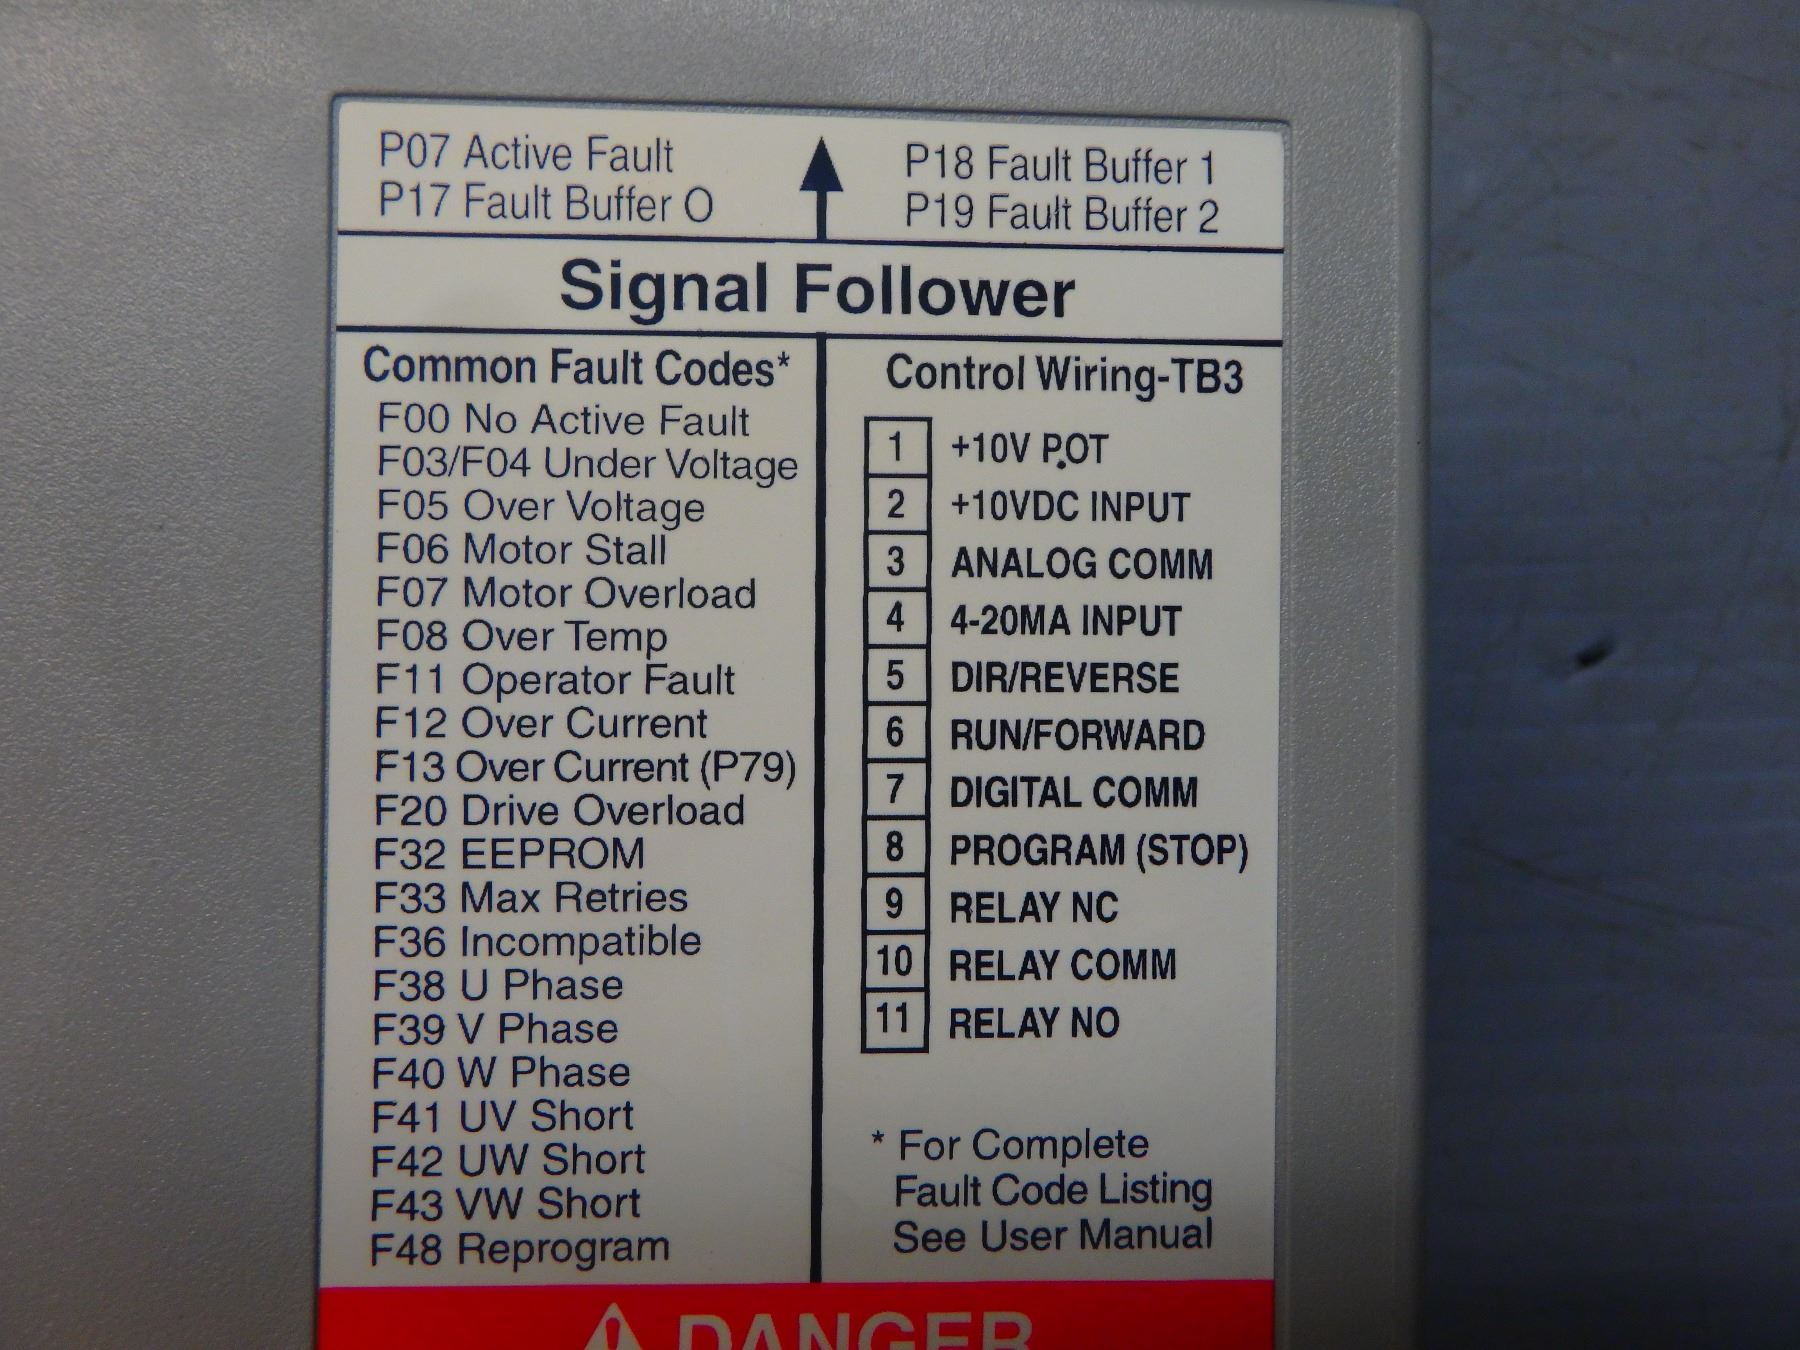 P07 Active Fault
P17 Fault Buffer O
P18 Fault Buffer 1
P19 Fault Buffer 2
Signal Follower
Common Fault Codes*
F00 No Active Fault
F03/F04 Under Voltage
F05 Over Voltage
F06 Motor Stall
F07 Motor Overload
F08 Over Temp
F11 Operator Fault
F12 Over Current
F13 Over Current (P79)
F20 Drive Overload
F32 EEPROM
F33 Max Retries
F36 Incompatible
F38 U Phase
F39 V Phase
F40 W Phase
F41 UV Short
F42 UW Short
F43 VW Short
F48 Reprogram
Control Wiring-TB3
1 +10V POT
2 +10VDC INPUT
3 ANALOG COMM
4 4-20MA INPUT
5 DIR/REVERSE
6 RUN/FORWARD
7 DIGITAL COMM
8 PROGRAM (STOP)
9 RELAY NC
10 RELAY COMM
11 RELAY NO
* For Complete
Fault Code Listing
See User Manual
DANGER